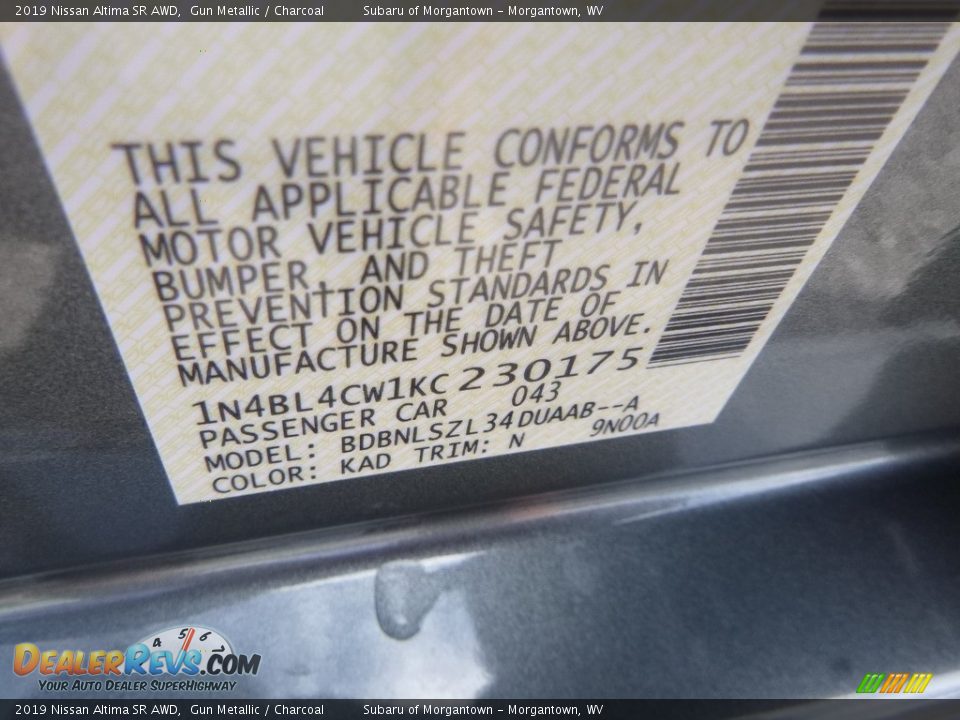 2019 Nissan Altima SR AWD,  Gun Metallic / Charcoal    Subaru of Morgantown - Morgantown, WV
THIS VEHICLE CONFORMS TO
ALL APPLICABLE FEDERAL
MOTOR VEHICLE SAFETY,
BUMPER, AND THEFT
PREVENTION STANDARDS IN
EFFECT ON THE DATE OF
MANUFACTURE SHOWN ABOVE.
1N4BL4CW1KC230175
PASSENGER CAR    043
MODEL: BDBNLSZL34DUAAB--A
COLOR: KAD  TRIM: N    9N00A
4 5 6
DealerRevs.com
Your Auto Dealer SuperHighway
2019 Nissan Altima SR AWD,  Gun Metallic / Charcoal    Subaru of Morgantown - Morgantown, WV